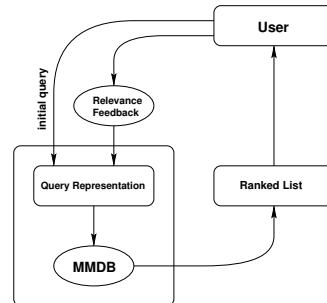 User
initial query
Relevance
Feedback
Query Representation
Ranked List
MMDB